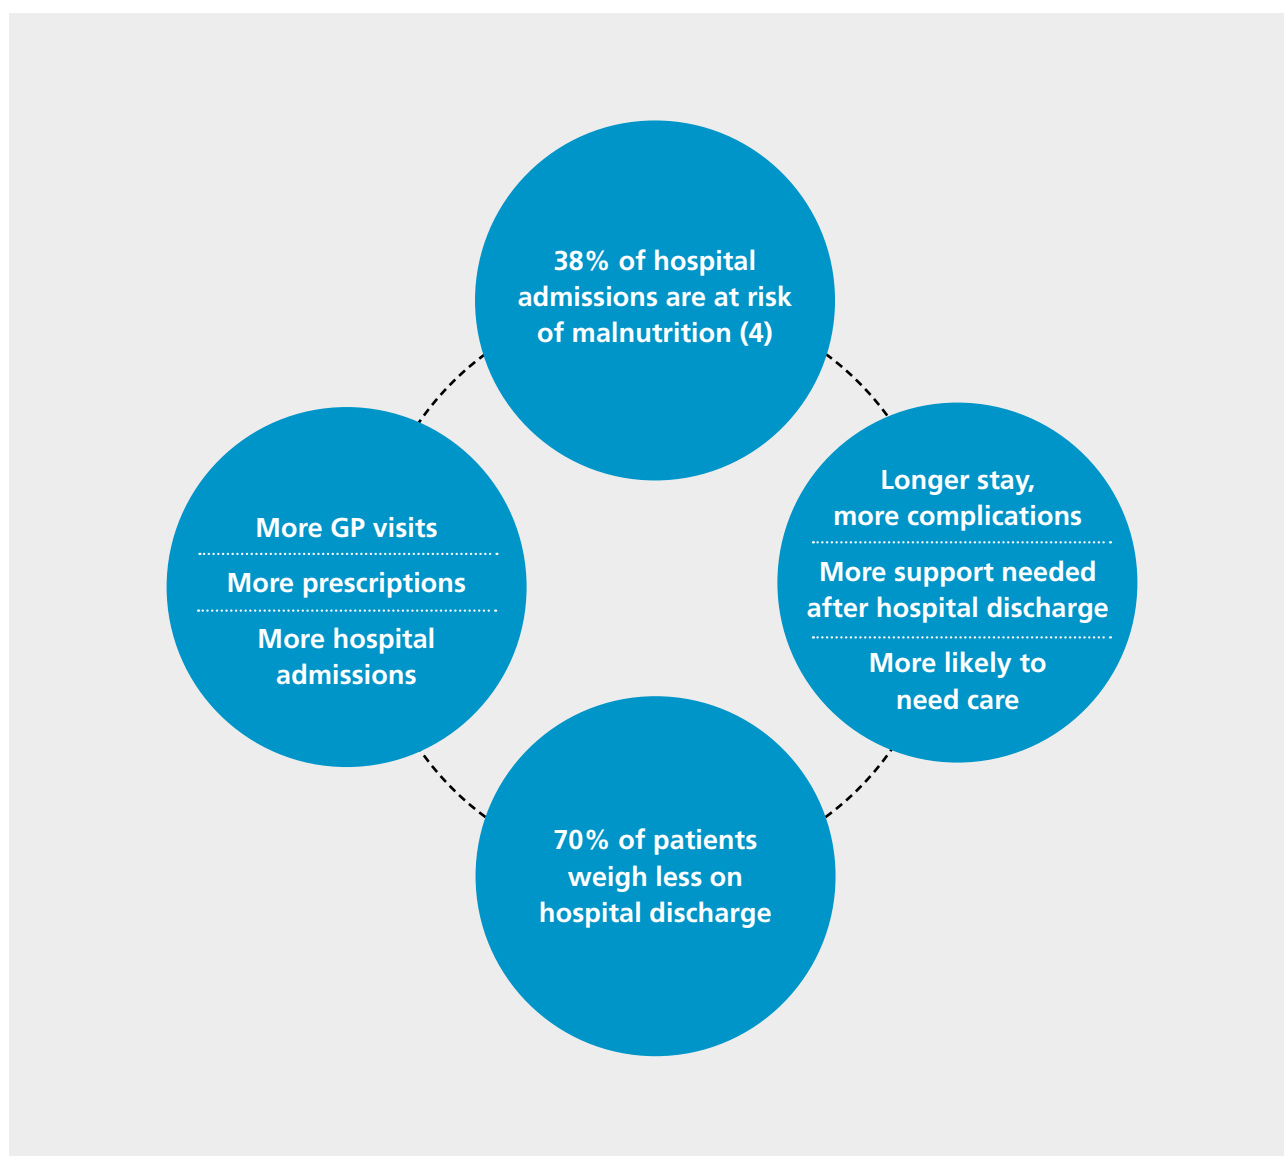 38% of hospital
admissions are at risk
of malnutrition (4)
Longer stay,
more complications
More support needed
after hospital discharge
More likely to
need care
70% of patients
weigh less on
hospital discharge
More GP visits
More prescriptions
More hospital
admissions